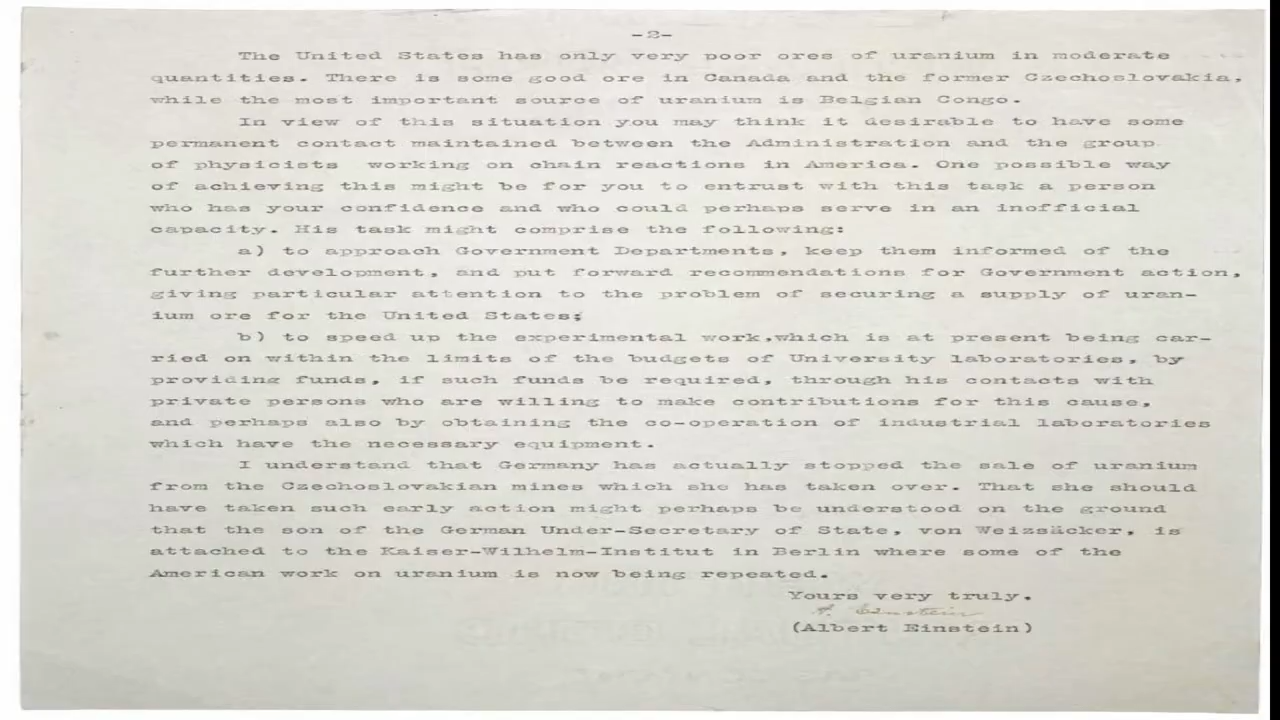 -2-
The United States has only very poor ores of uranium in moderate
quantities. There is some good ore in Canada and the former Czechoslovakia,
while the most important source of uranium is Belgian Congo.
In view of this situation you may think it desirable to have some
permanent contact maintained between the Administration and the group
of physicists working on chain reactions in America. One possible way
of achieving this might be for you to entrust with this task a person
who has your confidence and who could perhaps serve in an inofficial
capacity. His task might comprise the following:
a) to approach Government Departments, keep them informed of the
further development, and put forward recommendations for Government action,
giving particular attention to the problem of securing a supply of uran-
ium ore for the United States;
b) to speed up the experimental work,which is at present being car-
ried on within the limits of the budgets of University laboratories, by
providing funds, if such funds be required, through his contacts with
private persons who are willing to make contributions for this cause,
and perhaps also by obtaining the co-operation of industrial laboratories
which have the necessary equipment.
I understand that Germany has actually stopped the sale of uranium
from the Czechoslovakian mines which she has taken over. That she should
have taken such early action might perhaps be understood on the ground
that the son of the German Under-Secretary of State, von Weizsäcker, is
attached to the Kaiser-Wilhelm-Institut in Berlin where some of the
American work on uranium is now being repeated.
Yours very truly.
A. Einstein
(Albert Einstein)